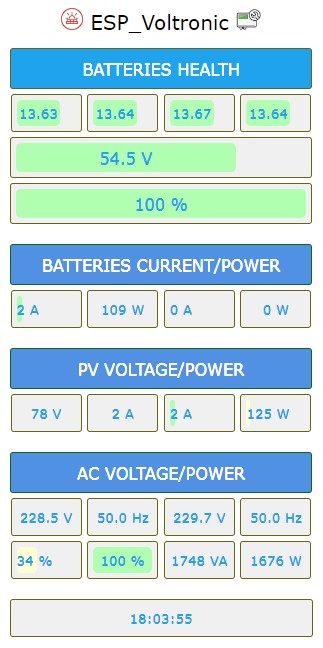 ESP_Voltronic
BATTERIES HEALTH
13.63 13.64 13.67 13.64
54.5 V
100 %
BATTERIES CURRENT/POWER
2 A 109 W 0 A 0 W
PV VOLTAGE/POWER
78 V 2 A 2 A 125 W
AC VOLTAGE/POWER
228.5 V 50.0 Hz 229.7 V 50.0 Hz
34 % 100 % 1748 VA 1676 W
18:03:55